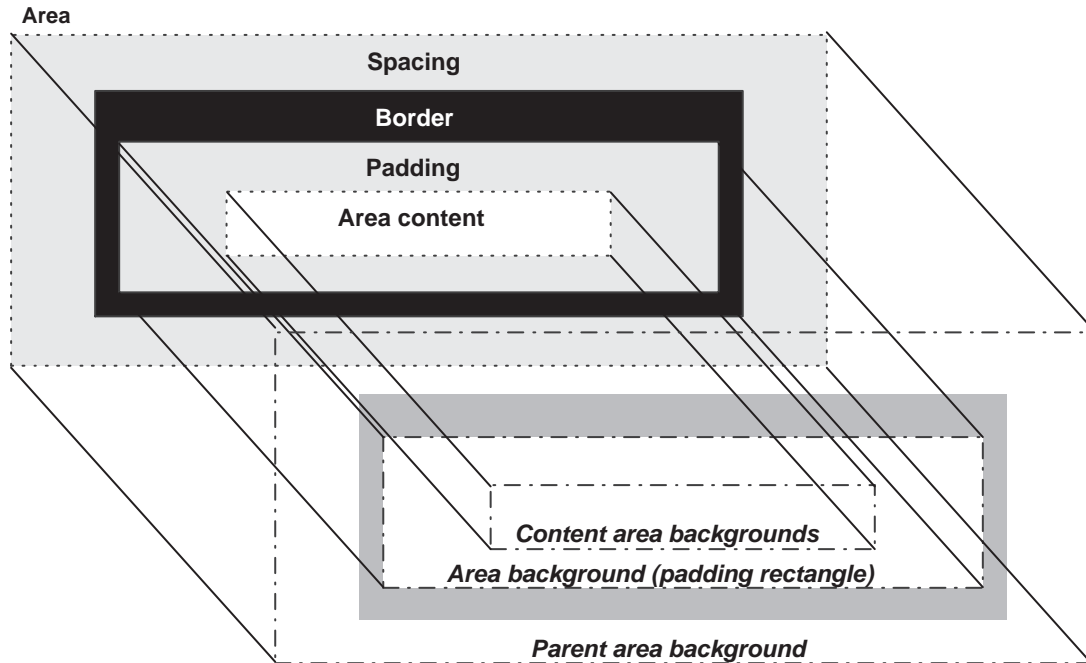 Area
Spacing
Border
Padding
Area content
Content area backgrounds
Area background (padding rectangle)
Parent area background